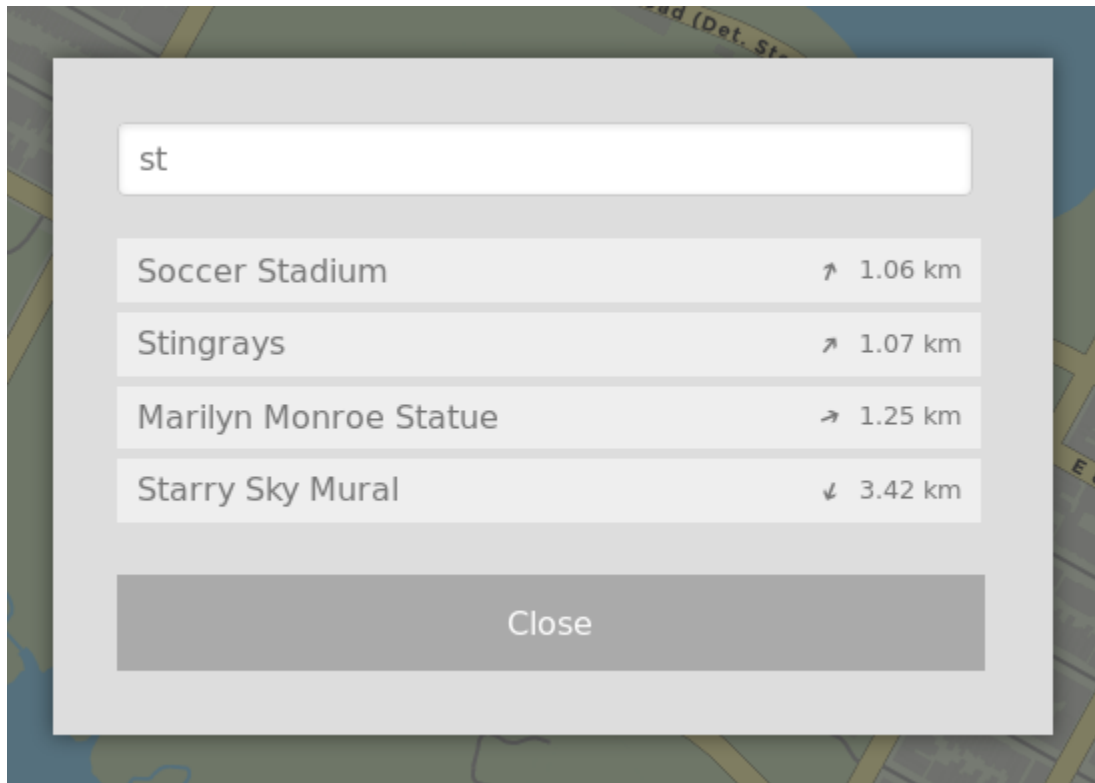 (Det.
st
Soccer Stadium
1.06 km
Stingrays
1.07 km
Marilyn Monroe Statue
1.25 km
Starry Sky Mural
3.42 km
E
Close